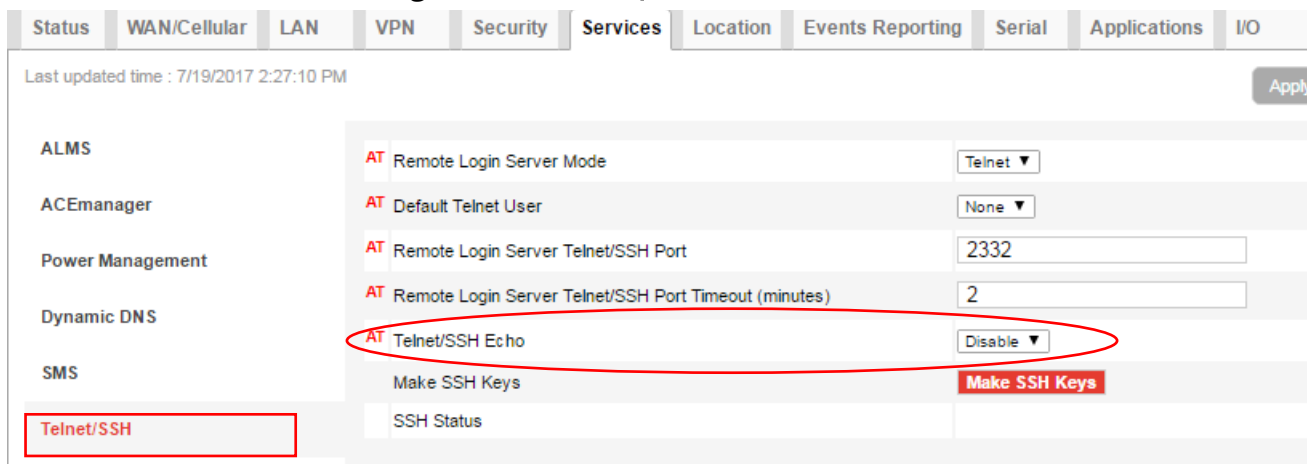 Status WAN/Cellular LAN VPN Security Services Location Events Reporting Serial Applications I/O
Last updated time : 7/19/2017 2:27:10 PM
Apply
ALMS
AT Remote Login Server Mode Telnet ▼
ACEmanager
AT Default Telnet User None ▼
AT Remote Login Server Telnet/SSH Port 2332
Power Management
AT Remote Login Server Telnet/SSH Port Timeout (minutes) 2
Dynamic DNS
AT Telnet/SSH Echo Disable ▼
SMS
Make SSH Keys Make SSH Keys
Telnet/SSH
SSH Status